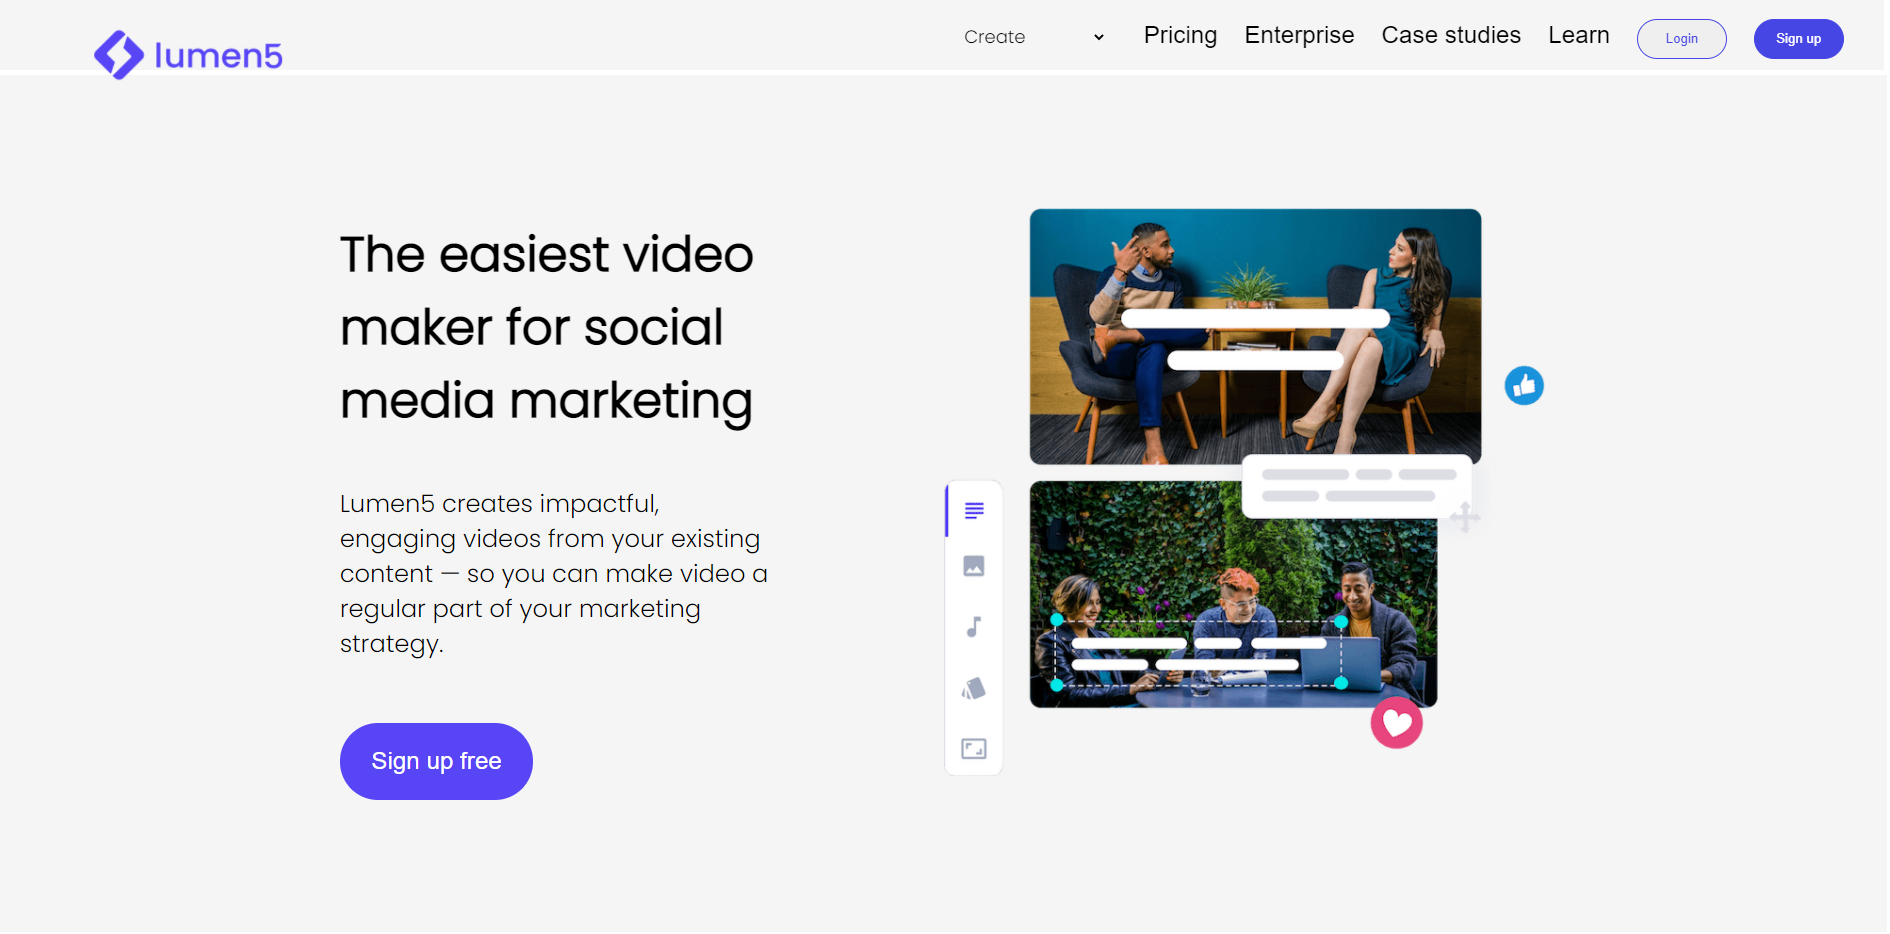 lumen5
Create
Pricing
Enterprise
Case studies
Learn
Login
Sign up
The easiest video
maker for social
media marketing
Lumen5 creates impactful,
engaging videos from your existing
content — so you can make video a
regular part of your marketing
strategy.
Sign up free